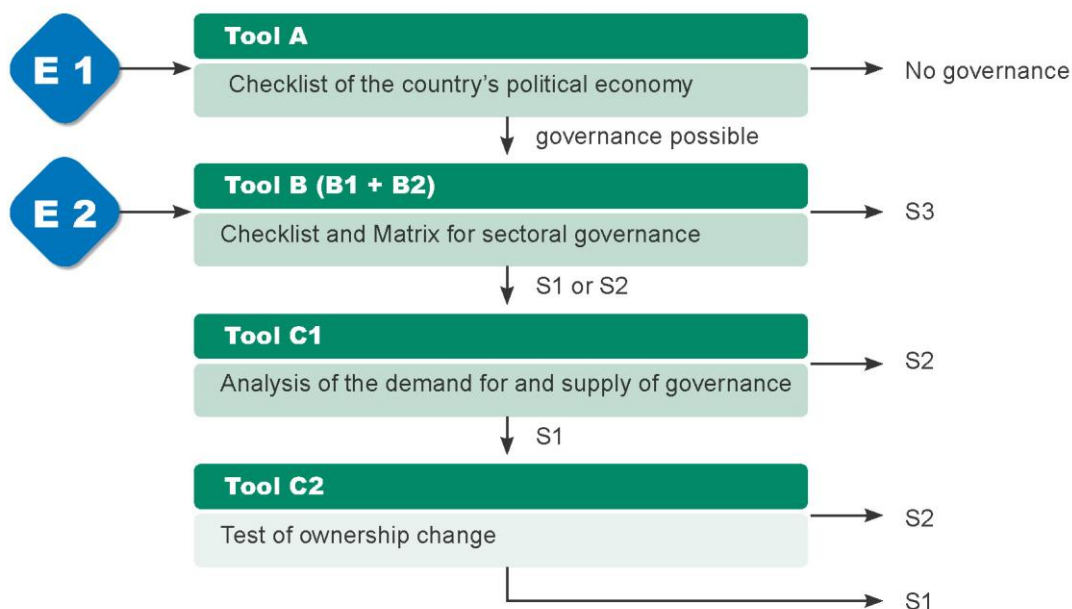 E 1
Tool A
Checklist of the country’s political economy
No governance
governance possible
E 2
Tool B (B1 + B2)
Checklist and Matrix for sectoral governance
S3
S1 or S2
Tool C1
Analysis of the demand for and supply of governance
S2
S1
Tool C2
Test of ownership change
S2
S1